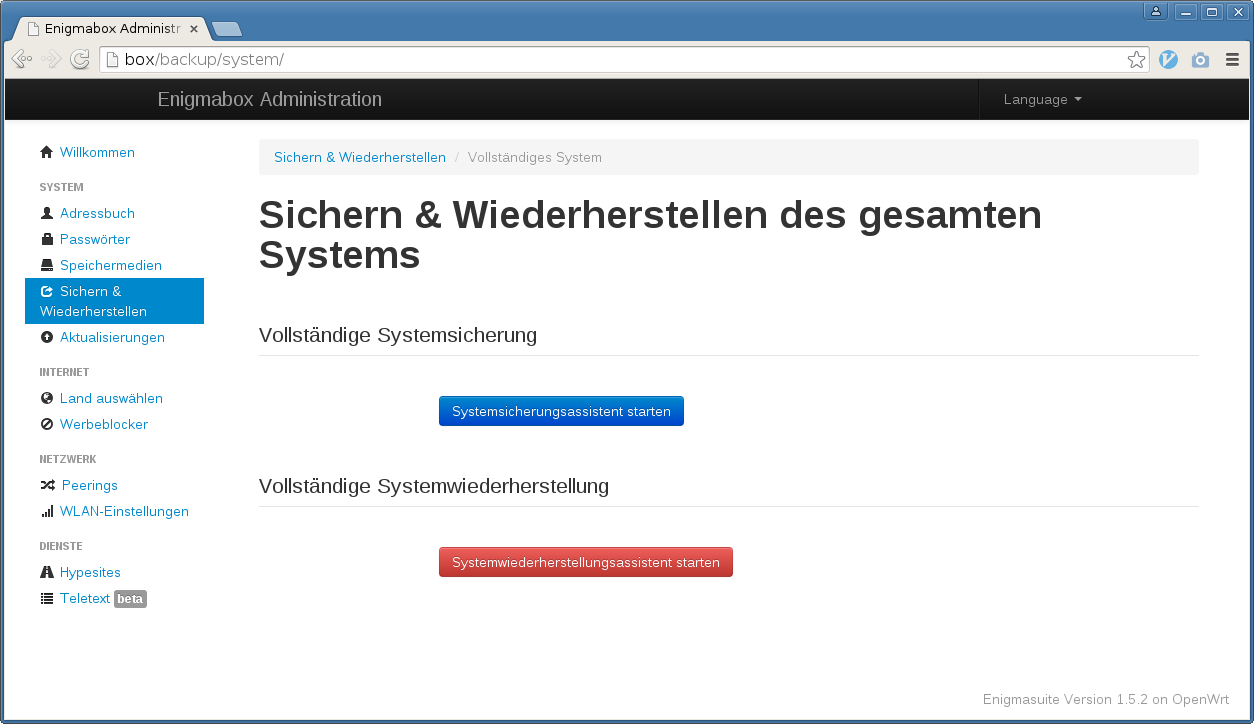 Enigmabox Administr
box/backup/system/
Enigmabox Administration
Language
Willkommen
SYSTEM
Adressbuch
Passwörter
Speichermedien
Sichern &
Wiederherstellen
Aktualisierungen
INTERNET
Land auswählen
Werbeblocker
NETZWERK
Peerings
WLAN-Einstellungen
DIENSTE
Hypesites
Teletext beta
Sichern & Wiederherstellen / Vollständiges System
Sichern & Wiederherstellen des gesamten
Systems
Vollständige Systemsicherung
Systemsicherungsassistent starten
Vollständige Systemwiederherstellung
Systemwiederherstellungsassistent starten
Enigmasuite Version 1.5.2 on OpenWrt